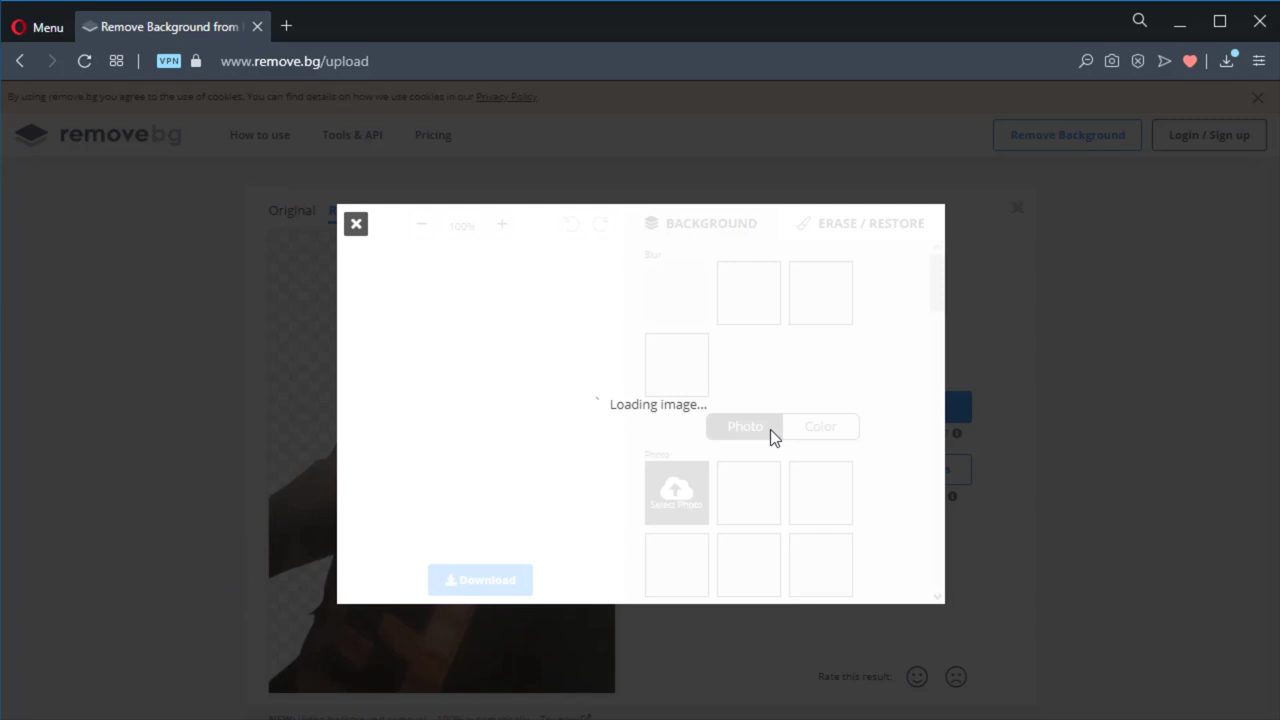 Menu
Remove Background from
VPN
www.remove.bg/upload
By using remove.bg you agree to the use of cookies. You can find details on how we use cookies in our Privacy Policy.
removebg
How to use
Tools & API
Pricing
Remove Background
Login / Sign up
Original
100%
BACKGROUND
ERASE / RESTORE
Blur
Loading image...
Photo
Color
Photo
Select Photo
Download
Rate this result: